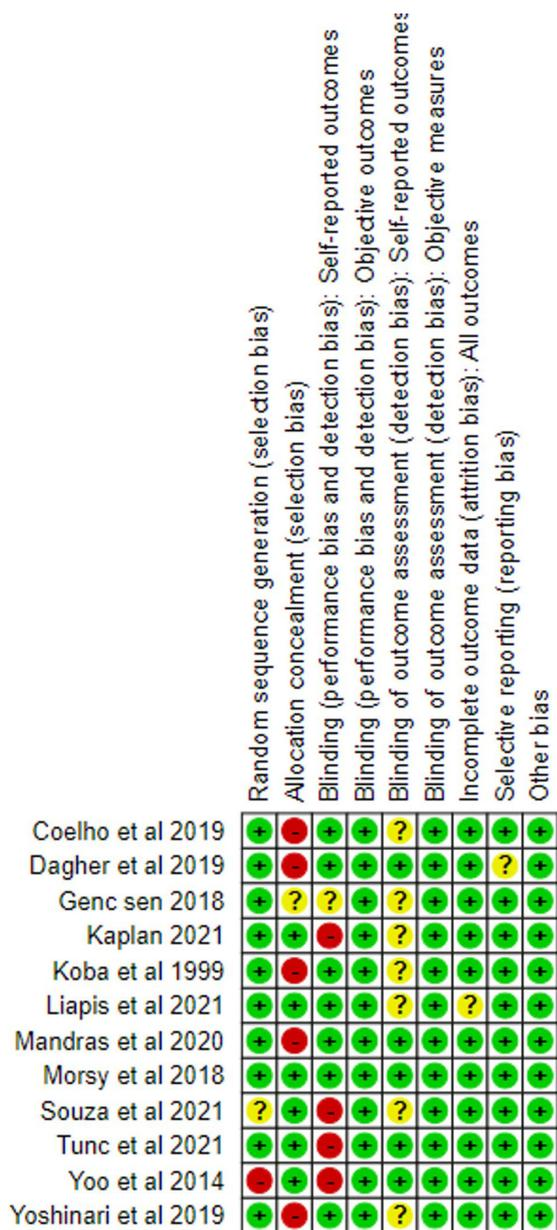 Random sequence generation (selection bias)
Allocation concealment (selection bias)
Blinding (performance bias and detection bias): Self-reported outcomes
Blinding (performance bias and detection bias): Objective outcomes
Blinding of outcome assessment (detection bias): Self-reported outcomes
Blinding of outcome assessment (detection bias): Objective measures
Incomplete outcome data (attrition bias): All outcomes
Selective reporting (reporting bias)
Other bias
Coelho et al 2019 + - + + ? + + + +
Dagher et al 2019 + - + + + + + ? +
Genc sen 2018 + ? ? + ? + + + +
Kaplan 2021 + + - + ? + + + +
Koba et al 1999 + - + + ? + + + +
Liapis et al 2021 + + + + ? + ? + +
Mandras et al 2020 + - + + + + + + +
Morsy et al 2018 + + + + + + + + +
Souza et al 2021 ? + - + ? + + + +
Tunc et al 2021 + + - + + + + + +
Yoo et al 2014 - + - + + + + + +
Yoshinari et al 2019 + - + + ? + + + +